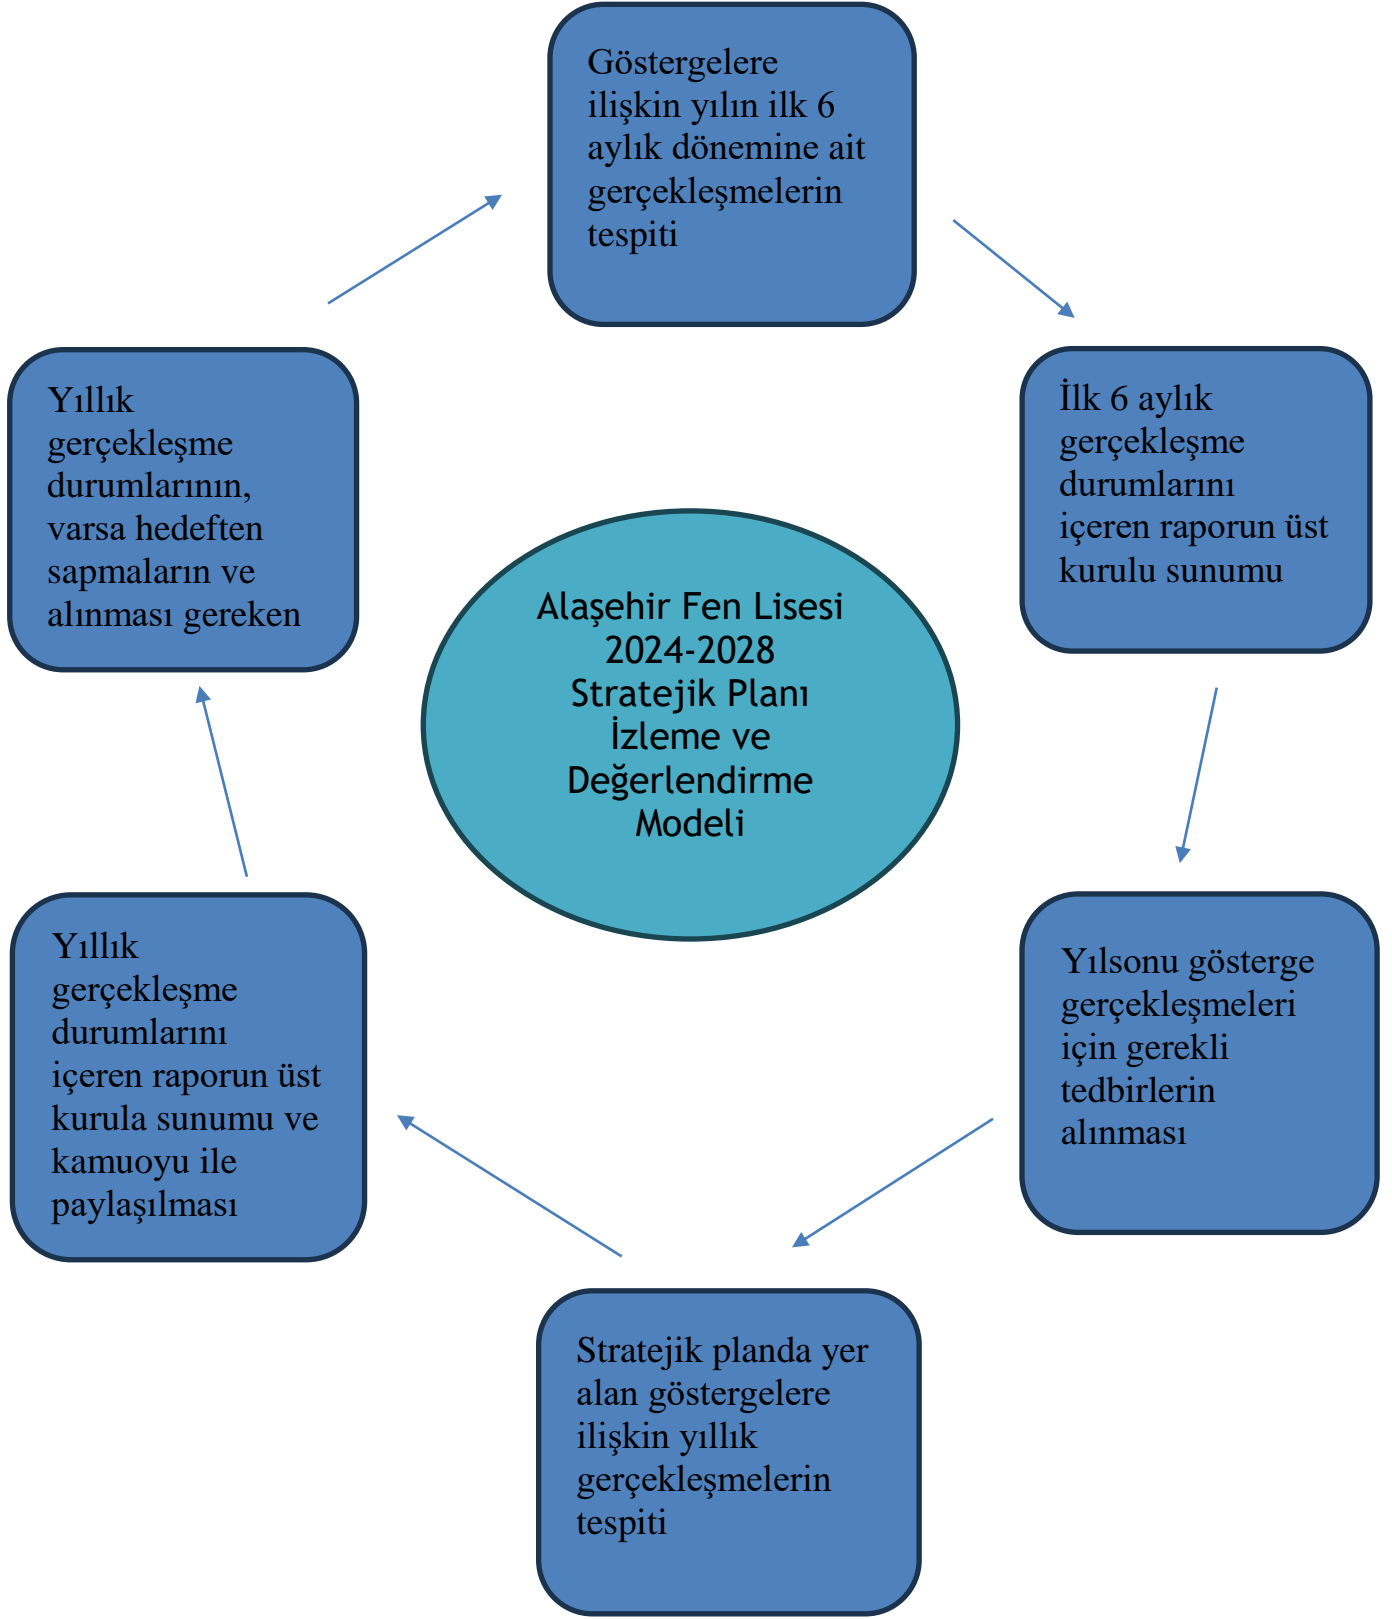 Göstergelere
ilişkin yılın ilk 6
aylık dönemine ait
gerçekleşmelerin
tespiti
İlk 6 aylık
gerçekleşme
durumlarını
içeren raporun üst
kurulu sunumu
Yılsonu gösterge
gerçekleşmeleri
için gerekli
tedbirlerin
alınması
Stratejik planda yer
alan göstergelere
ilişkin yıllık
gerçekleşmelerin
tespiti
Yıllık
gerçekleşme
durumlarını
içeren raporun üst
kurula sunumu ve
kamuoyu ile
paylaşılması
Yıllık
gerçekleşme
durumlarının,
varsa hedeften
sapmaların ve
alınması gereken
Alaşehir Fen Lisesi
2024-2028
Stratejik Planı
İzleme ve
Değerlendirme
Modeli